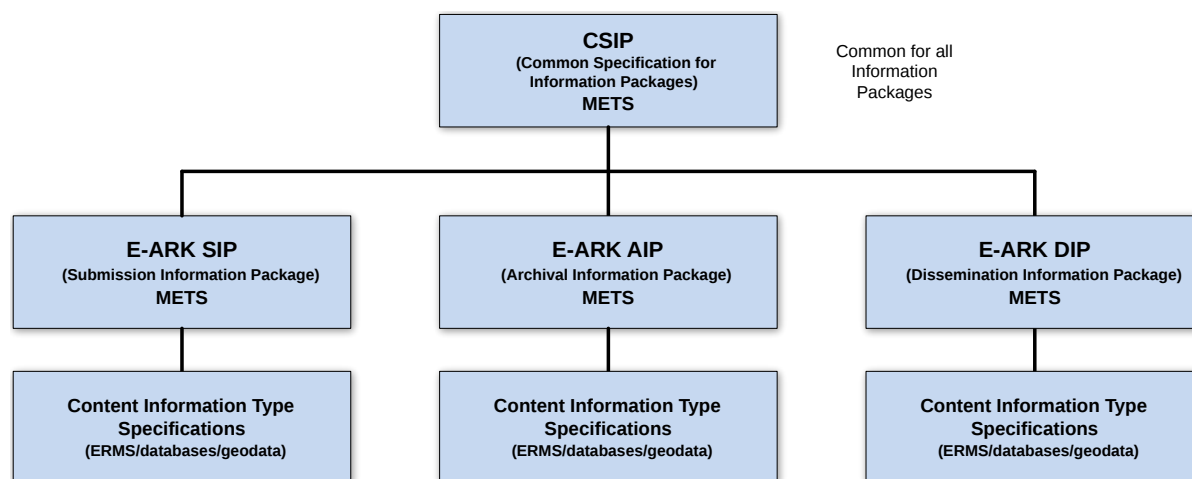 CSIP
(Common Specification for
Information Packages)
METS
Common for all
Information
Packages
E-ARK SIP
(Submission Information Package)
METS
E-ARK AIP
(Archival Information Package)
METS
E-ARK DIP
(Dissemination Information Package)
METS
Content Information Type
Specifications
(ERMS/databases/geodata)
Content Information Type
Specifications
(ERMS/databases/geodata)
Content Information Type
Specifications
(ERMS/databases/geodata)